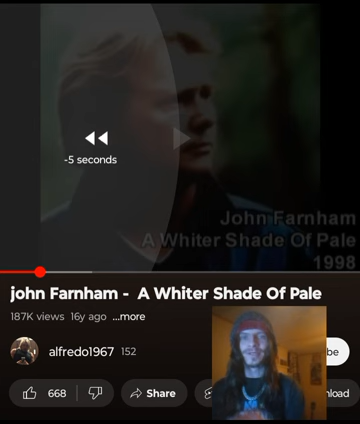 -5 seconds
John Farnham
A Whiter Shade Of Pale
1998
john Farnham - A Whiter Shade Of Pale
187K views 16y ago ...more
alfredo1967 152 be
668 Share nload